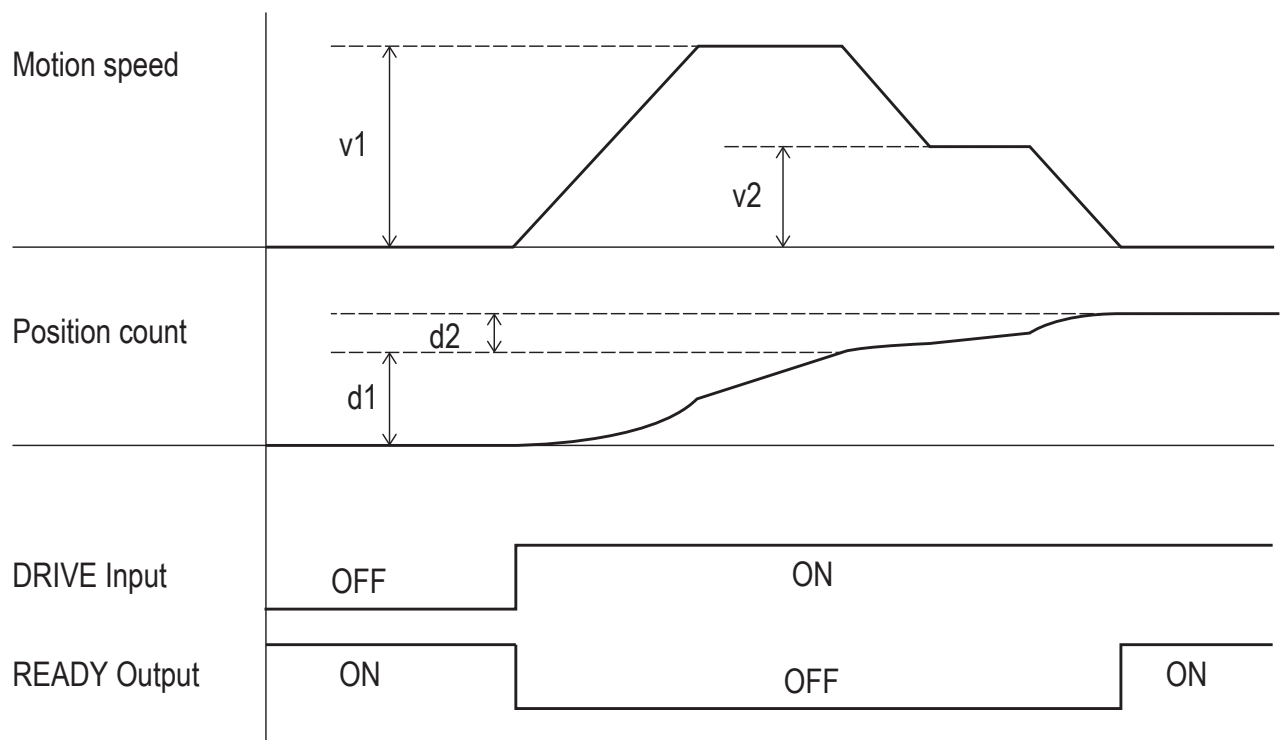 Motion speed
v1
v2
Position count
d2
d1
DRIVE Input
OFF
ON
READY Output
ON
OFF
ON